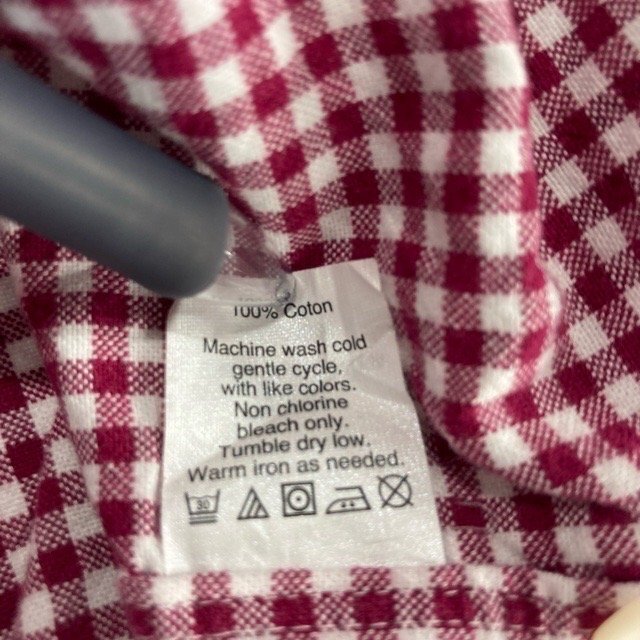 100% Coton
Machine wash cold
gentle cycle,
with like colors.
Non chlorine
bleach only.
Tumble dry low.
Warm iron as needed.
30